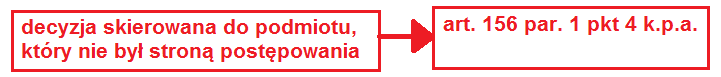 decyzja skierowana do podmiotu,
który nie był stroną postępowania
art. 156 par. 1 pkt 4 k.p.a.